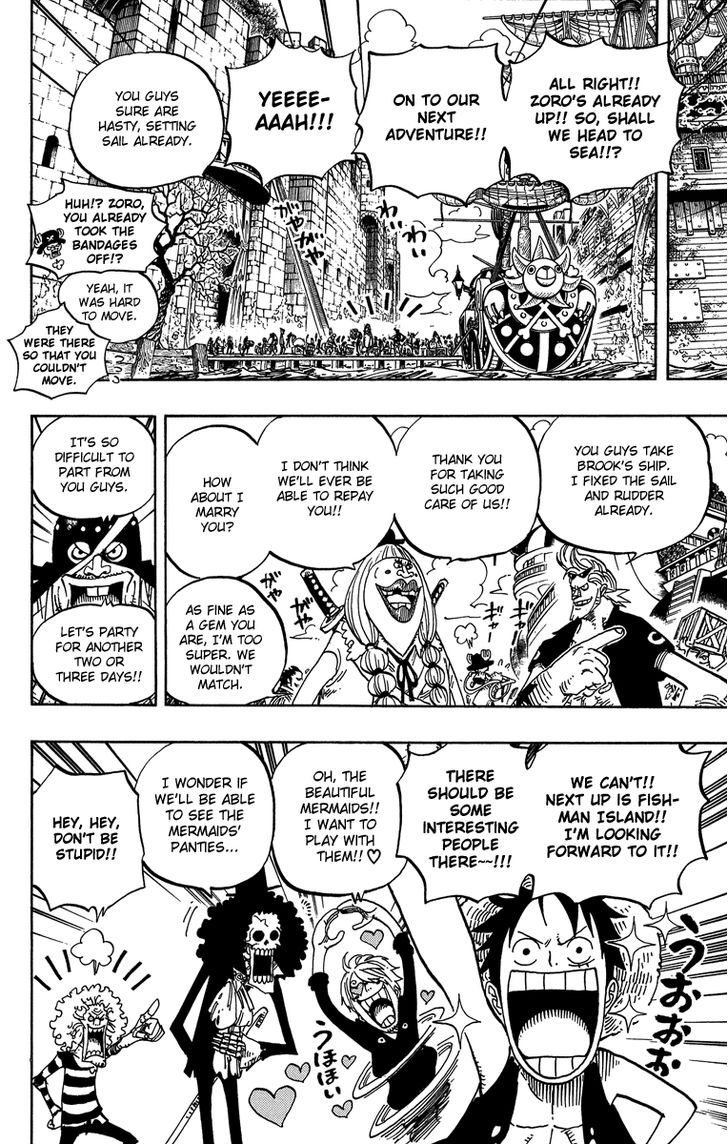 ALL RIGHT!!
ZORO'S ALREADY
UP!! SO, SHALL
WE HEAD TO
SEA!!?
ON TO OUR
NEXT
ADVENTURE!!
YEEEE-
AAAH!!!
YOU GUYS
SURE ARE
HASTY, SETTING
SAIL ALREADY.
HUH!? ZORO,
YOU ALREADY
TOOK THE
BANDAGES
OFF!?
YEAH, IT
WAS HARD
TO MOVE.
THEY
WERE THERE
SO THAT YOU
COULDN'T
MOVE.
わい
がや
がや
YOU GUYS TAKE
BROOK'S SHIP.
I FIXED THE SAIL
AND RUDDER
ALREADY.
THANK YOU
FOR TAKING
SUCH GOOD
CARE OF US!!
I DON'T THINK
WE'LL EVER BE
ABLE TO REPAY
YOU!!
HOW
ABOUT I
MARRY
YOU?
AS FINE AS
A GEM YOU
ARE, I'M TOO
SUPER. WE
WOULDN'T
MATCH.
IT'S SO
DIFFICULT TO
PART FROM
YOU GUYS.
LET'S PARTY
FOR ANOTHER
TWO OR
THREE DAYS!!
WE CAN'T!!
NEXT UP IS FISH-
MAN ISLAND!!
I'M LOOKING
FORWARD TO IT!!
THERE
SHOULD BE
SOME
INTERESTING
PEOPLE
THERE~~!!!
OH, THE
BEAUTIFUL
MERMAIDS!!
I WANT TO
PLAY WITH
THEM!!♡
I WONDER IF
WE'LL BE ABLE
TO SEE THE
MERMAIDS'
PANTIES...
HEY, HEY,
DON'T BE
STUPID!!
うおおお
うほほい